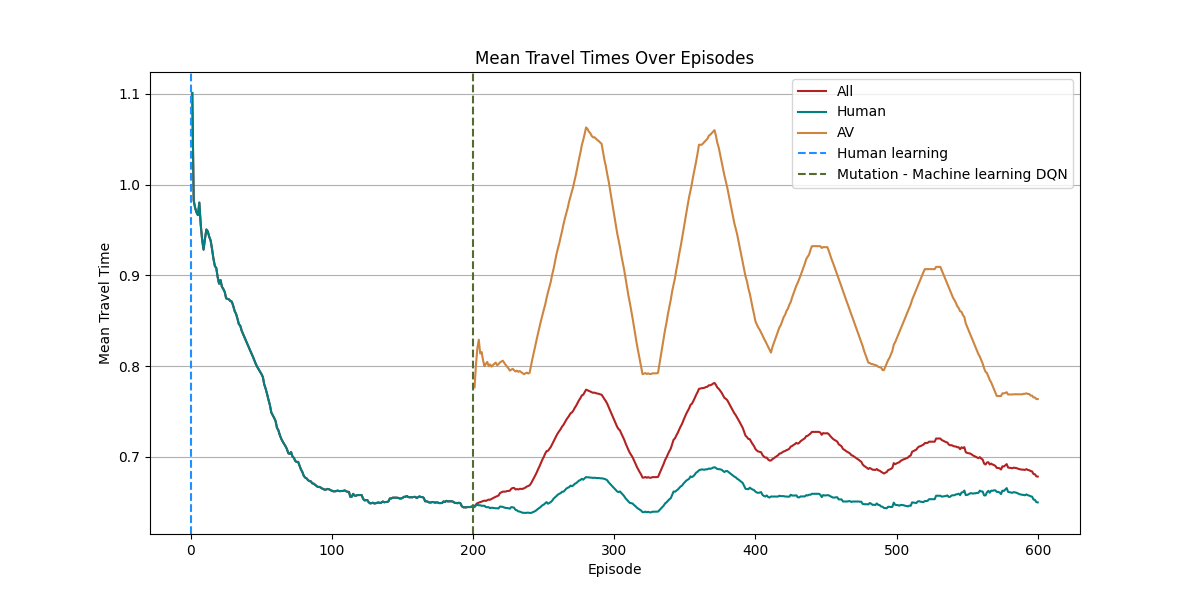 Mean Travel Times Over Episodes
All
Human
AV
Human learning
Mutation - Machine learning DQN
Mean Travel Time
1.1
1.0
0.9
0.8
0.7
0 100 200 300 400 500 600
Episode